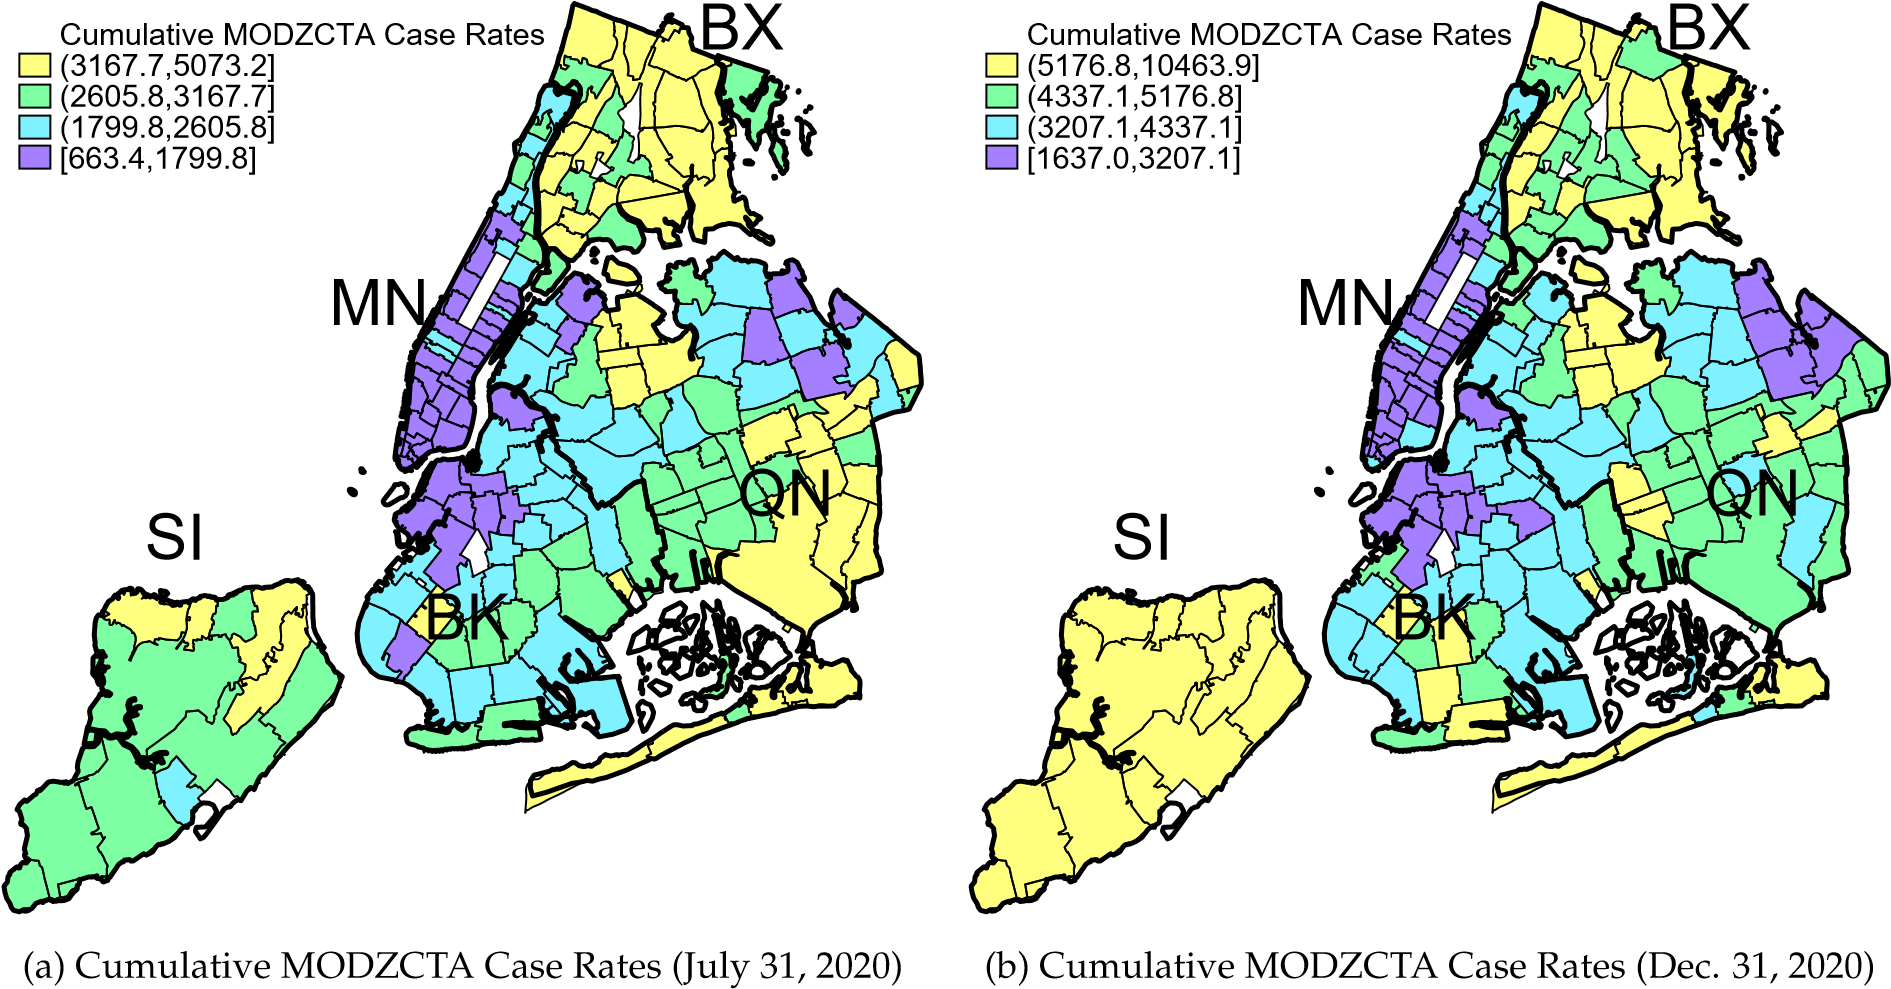 Cumulative MODZCTA Case Rates
(3167.7,5073.2]
(2605.8,3167.7]
(1799.8,2605.8]
[663.4,1799.8]
BX
MN
QN
SI
BK
(a) Cumulative MODZCTA Case Rates (July 31, 2020)
Cumulative MODZCTA Case Rates
(5176.8,10463.9]
(4337.1,5176.8]
(3207.1,4337.1]
[1637.0,3207.1]
BX
MN
QN
SI
BK
(b) Cumulative MODZCTA Case Rates (Dec. 31, 2020)